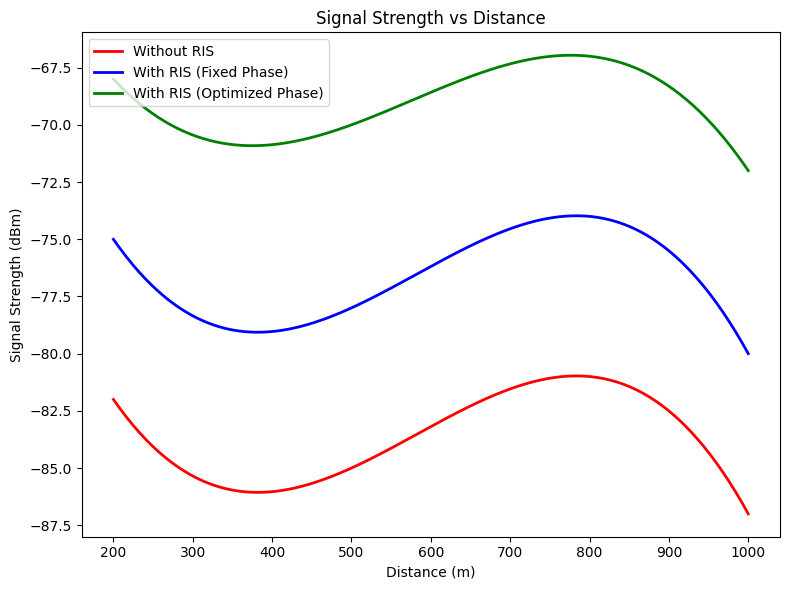 Signal Strength vs Distance
Without RIS
With RIS (Fixed Phase)
With RIS (Optimized Phase)
Signal Strength (dBm)
−67.5
−70.0
−72.5
−75.0
−77.5
−80.0
−82.5
−85.0
−87.5
200 300 400 500 600 700 800 900 1000
Distance (m)